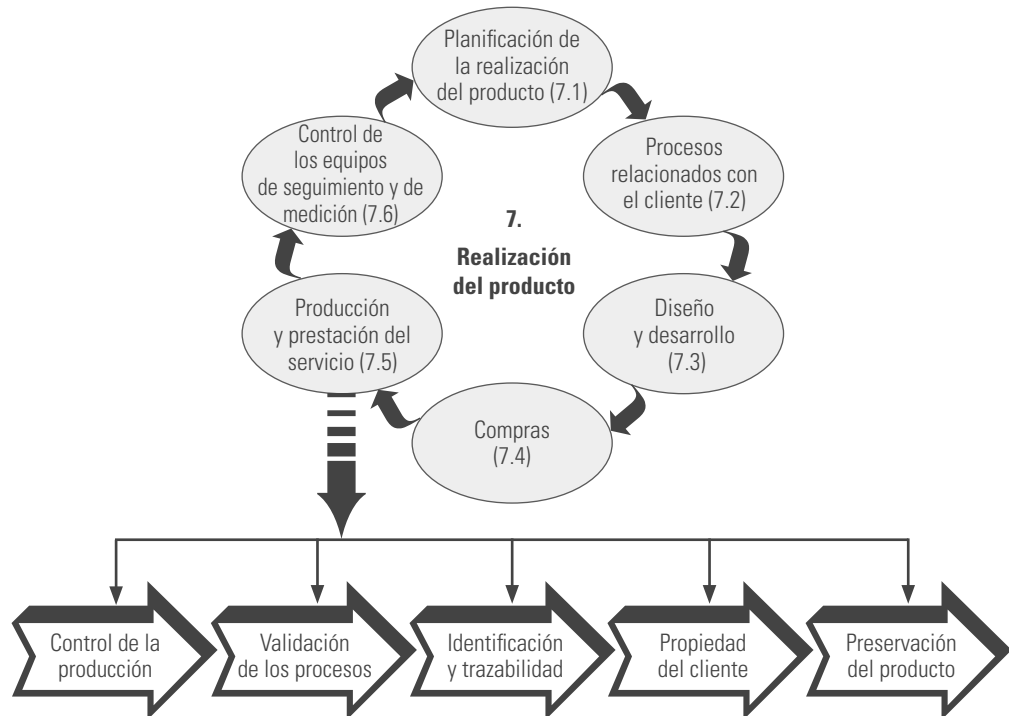 Planificación de
la realización
del producto (7.1)
Procesos
relacionados con
el cliente (7.2)
Diseño
y desarrollo
(7.3)
Compras
(7.4)
Producción
y prestación del
servicio (7.5)
Control de
los equipos
de seguimiento y de
medición (7.6)
7.
Realización
del producto
Control de la
producción
Validación
de los procesos
Identificación
y trazabilidad
Propiedad
del cliente
Preservación
del producto